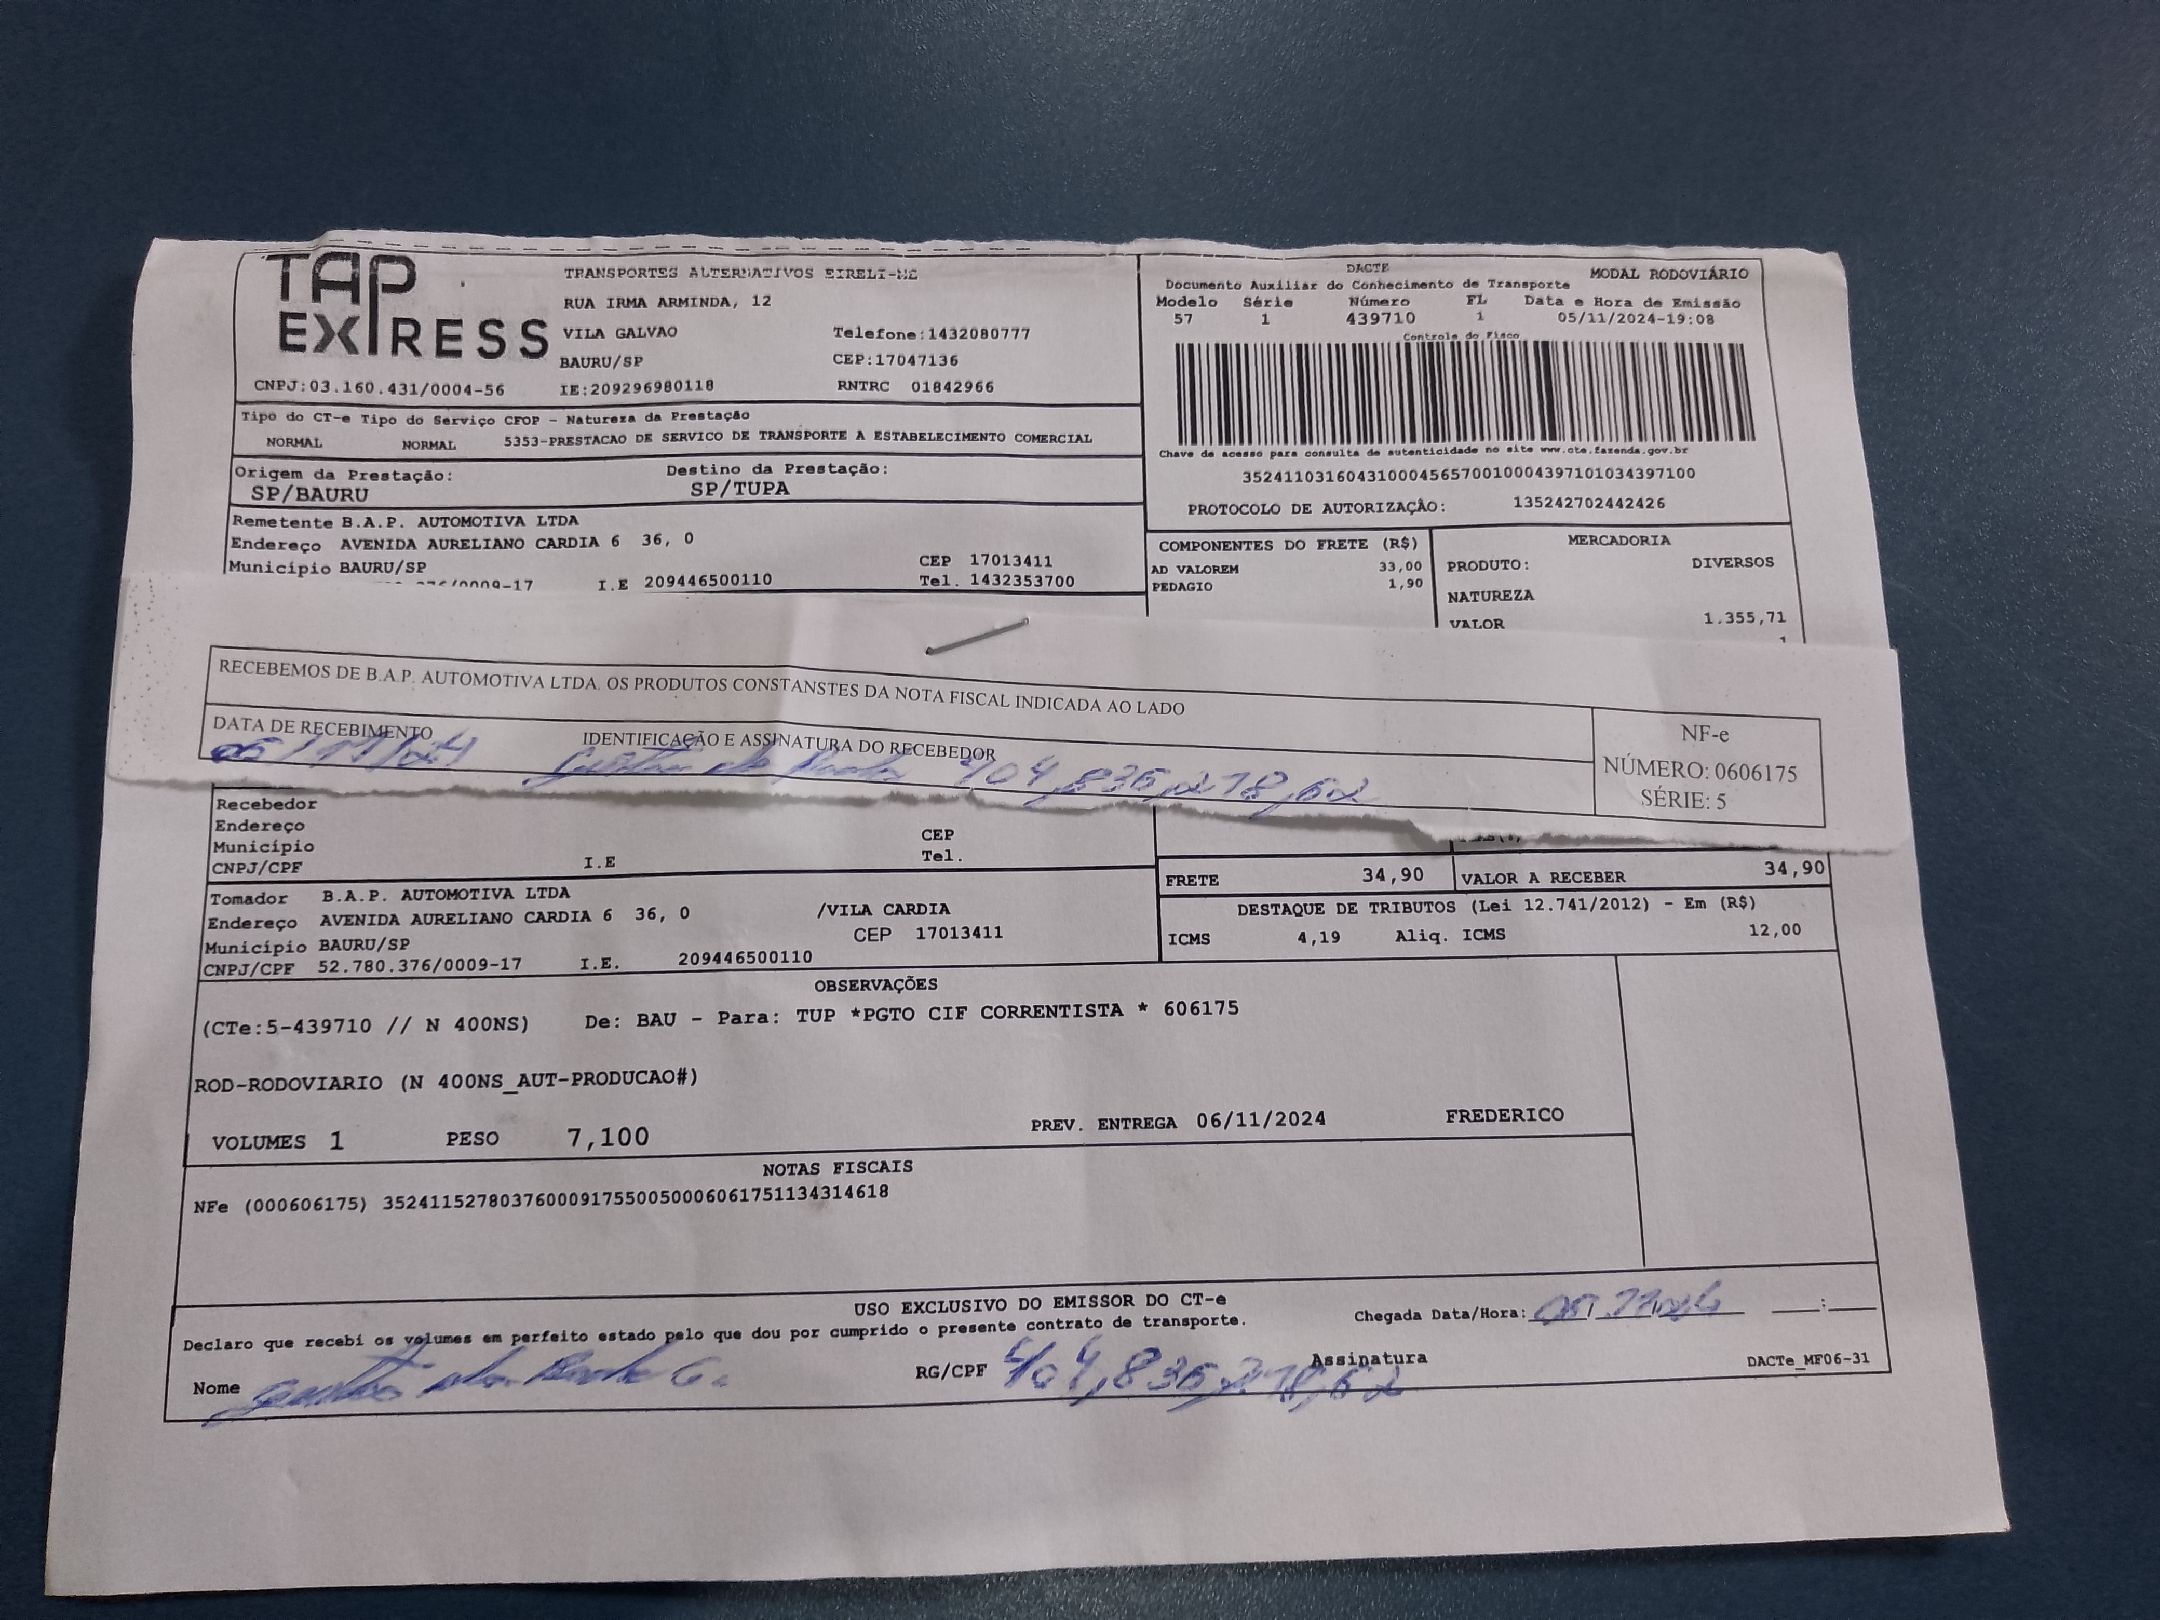 TAP EXPRESS
TRANSPORTES ALTERNATIVOS EIRELI-ME
RUA IRMA ARMINDA, 12
VILA GALVAO Telefone:1432080777
BAURU/SP CEP:17047136
CNPJ:03.160.431/0004-56 IE:209296980118 RNTRC 01842966
DACTE MODAL RODOVIÁRIO
Documento Auxiliar do Conhecimento de Transporte
Modelo Série Número FL Data e Hora de Emissão
57 1 439710 1 05/11/2024-19:08
Controle do Fisco
Chave de acesso para consulta de autenticidade no site www.cte.fazenda.gov.br
35241103160431000456570010004397101034397100
PROTOCOLO DE AUTORIZAÇÃO: 135242702442426
Tipo do CT-e Tipo do Serviço CFOP - Natureza da Prestação
NORMAL NORMAL 5353-PRESTACAO DE SERVICO DE TRANSPORTE A ESTABELECIMENTO COMERCIAL
Origem da Prestação: Destino da Prestação:
SP/BAURU SP/TUPA
Remetente B.A.P. AUTOMOTIVA LTDA
Endereço AVENIDA AURELIANO CARDIA 6 36, 0
Município BAURU/SP CEP 17013411
/0009-17 I.E 209446500110 Tel. 1432353700
COMPONENTES DO FRETE (R$)
AD VALOREM 33,00
PEDAGIO 1,90
MERCADORIA
PRODUTO: DIVERSOS
NATUREZA
VALOR 1.355,71
RECEBEMOS DE B.A.P. AUTOMOTIVA LTDA. OS PRODUTOS CONSTANSTES DA NOTA FISCAL INDICADA AO LADO
DATA DE RECEBIMENTO IDENTIFICAÇÃO E ASSINATURA DO RECEBEDOR
404,836,278,62
NF-e
NÚMERO: 0606175
SÉRIE: 5
Recebedor
Endereço
Município CEP
CNPJ/CPF I.E Tel.
FRETE 34,90 VALOR A RECEBER 34,90
DESTAQUE DE TRIBUTOS (Lei 12.741/2012) - Em (R$)
ICMS 4,19 Aliq. ICMS 12,00
Tomador B.A.P. AUTOMOTIVA LTDA
Endereço AVENIDA AURELIANO CARDIA 6 36, 0 /VILA CARDIA
Município BAURU/SP CEP 17013411
CNPJ/CPF 52.780.376/0009-17 I.E. 209446500110
OBSERVAÇÕES
(CTe:5-439710 // N 400NS) De: BAU - Para: TUP *PGTO CIF CORRENTISTA * 606175
ROD-RODOVIARIO (N 400NS_AUT-PRODUCAO#)
VOLUMES 1 PESO 7,100 PREV. ENTREGA 06/11/2024 FREDERICO
NOTAS FISCAIS
NFe (000606175) 35241152780376000917550050006061751134314618
USO EXCLUSIVO DO EMISSOR DO CT-e
Declaro que recebi os volumes em perfeito estado pelo que dou por cumprido o presente contrato de transporte.
Chegada Data/Hora: :
Nome RG/CPF 404,836,278,62 Assinatura DACTe_MF06-31